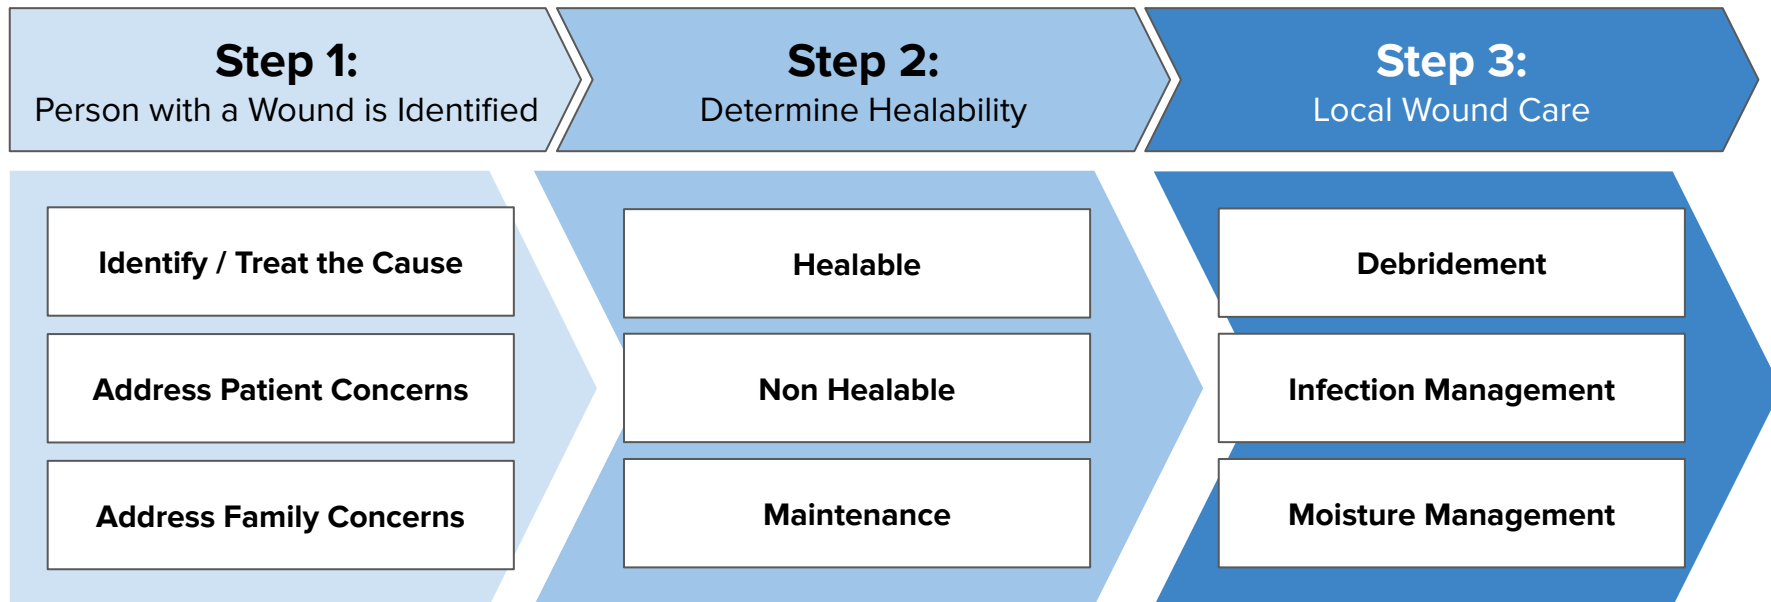 Step 1:
Person with a Wound is Identified
Step 2:
Determine Healability
Step 3:
Local Wound Care
Identify / Treat the Cause
Address Patient Concerns
Address Family Concerns
Healable
Non Healable
Maintenance
Debridement
Infection Management
Moisture Management